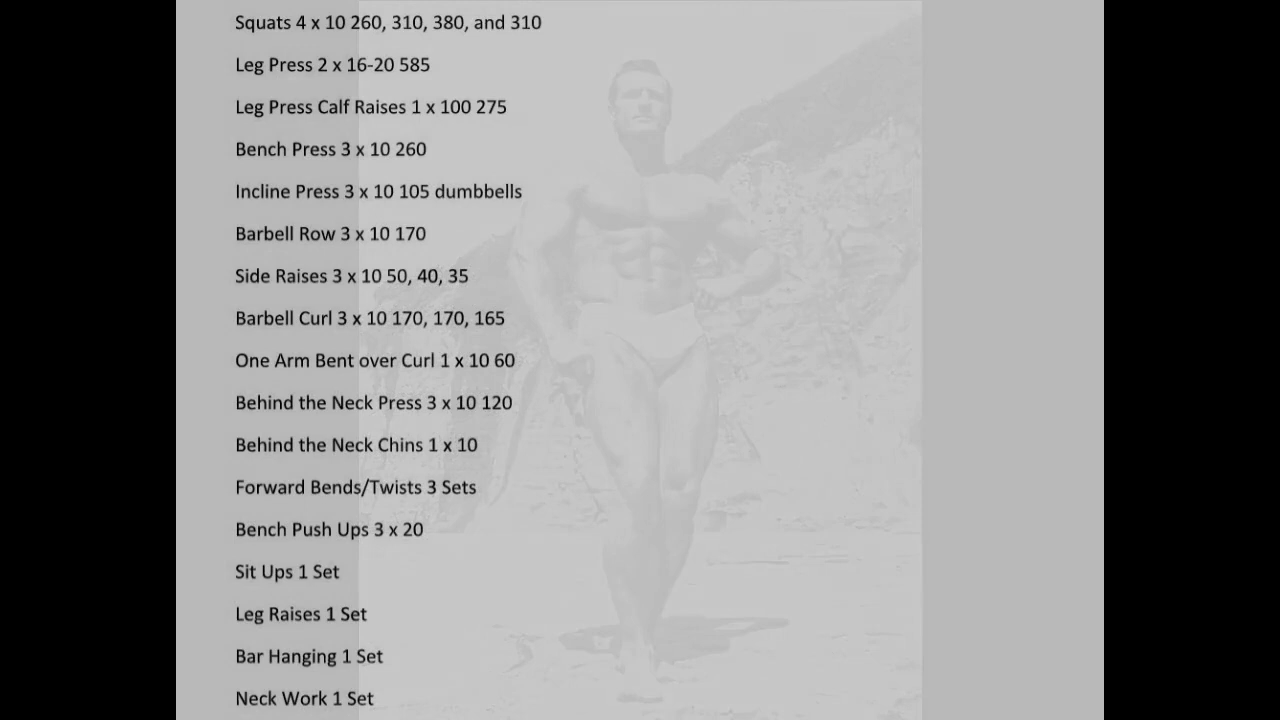 Squats 4 x 10 260, 310, 380, and 310
Leg Press 2 x 16-20 585
Leg Press Calf Raises 1 x 100 275
Bench Press 3 x 10 260
Incline Press 3 x 10 105 dumbbells
Barbell Row 3 x 10 170
Side Raises 3 x 10 50, 40, 35
Barbell Curl 3 x 10 170, 170, 165
One Arm Bent over Curl 1 x 10 60
Behind the Neck Press 3 x 10 120
Behind the Neck Chins 1 x 10
Forward Bends/Twists 3 Sets
Bench Push Ups 3 x 20
Sit Ups 1 Set
Leg Raises 1 Set
Bar Hanging 1 Set
Neck Work 1 Set